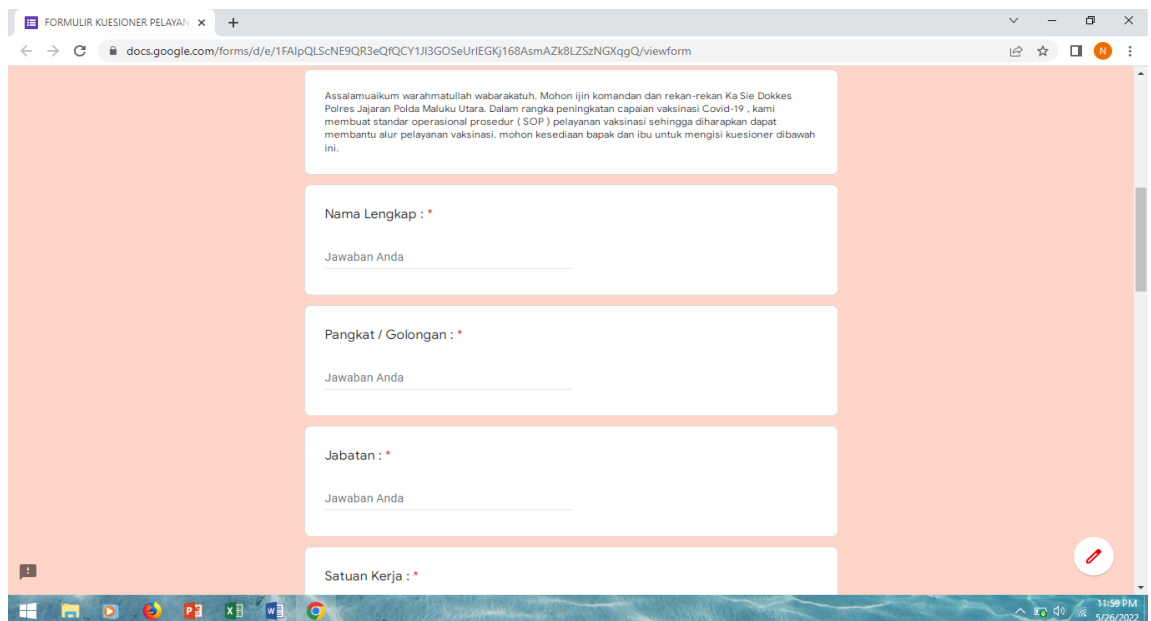 FORMULIR KUESIONER PELAYAN
docs.google.com/forms/d/e/1FAIpQLScNE9QR3eQfQCY1JI3GOSeUrIEGKj168AsmAZk8LZSzNGXqgQ/viewform
N
Assalamuaikum warahmatullah wabarakatuh. Mohon ijin komandan dan rekan-rekan Ka Sie Dokkes
Polres Jajaran Polda Maluku Utara. Dalam rangka peningkatan capaian vaksinasi Covid-19 , kami
membuat standar operasional prosedur ( SOP ) pelayanan vaksinasi sehingga diharapkan dapat
membantu alur pelayanan vaksinasi. mohon kesediaan bapak dan ibu untuk mengisi kuesioner dibawah
ini.
Nama Lengkap : *
Jawaban Anda
Pangkat / Golongan : *
Jawaban Anda
Jabatan : *
Jawaban Anda
Satuan Kerja : *
11:59 PM
5/26/2022